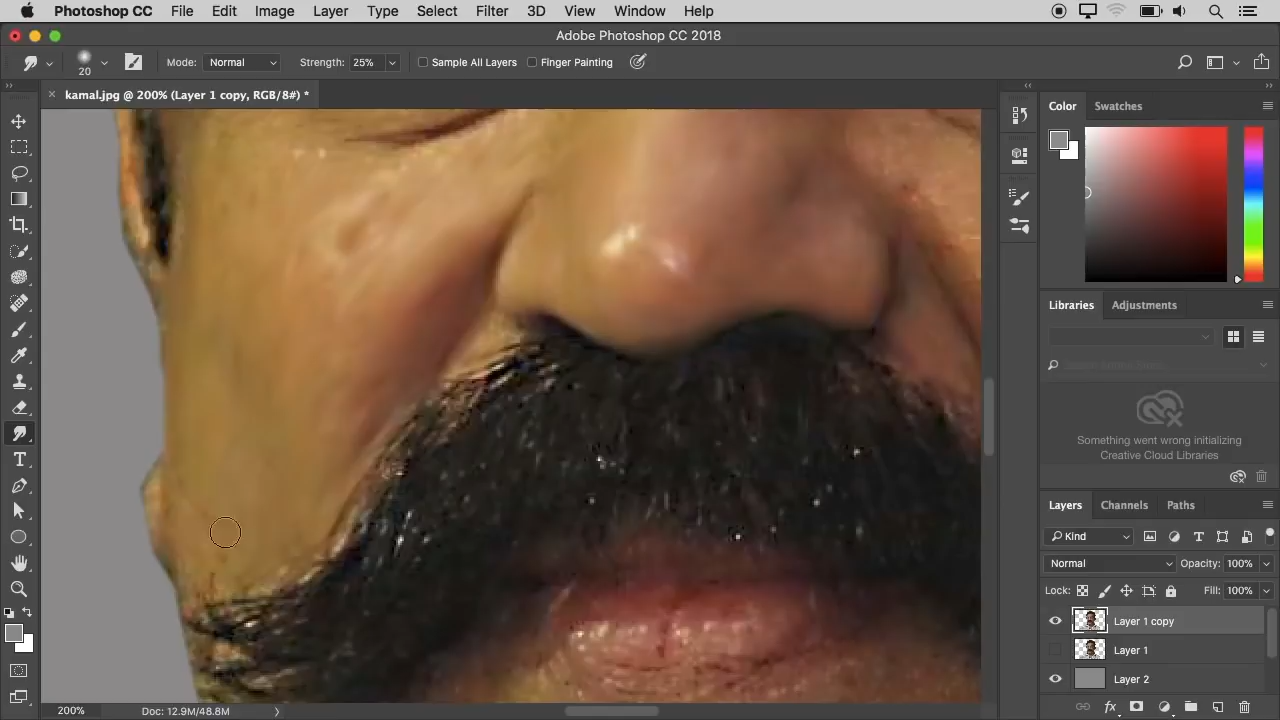 Photoshop CC File Edit Image Layer Type Select Filter 3D View Window Help
Adobe Photoshop CC 2018
20 Mode: Normal Strength: 25% Sample All Layers Finger Painting
kamal.jpg @ 200% (Layer 1 copy, RGB/8#) *
Color Swatches
Libraries Adjustments
Something went wrong initializing
Creative Cloud Libraries
Layers Channels Paths
Kind
Normal Opacity: 100%
Lock: Fill: 100%
Layer 1 copy
Layer 1
Layer 2
200% Doc: 12.9M/48.8M